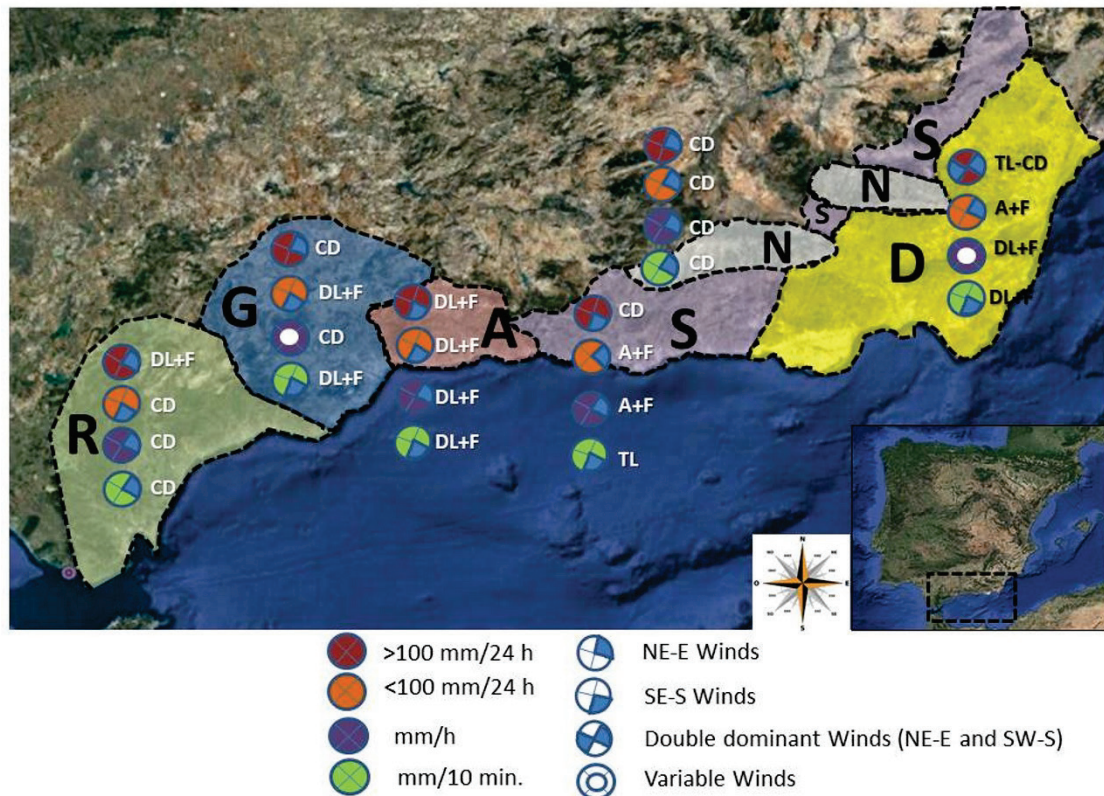 S
CD
N
TL-CD
CD
S
A+F
CD
N
D
DL+F
CD
DL+F
G
CD
DL+F
CD
DL+F
DL+F
DL+F
A
DL+F
DL+F
CD
A+F
S
A+F
TL
R
DL+F
CD
CD
CD
N
O
E
S
>100 mm/24 h
<100 mm/24 h
mm/h
mm/10 min.
NE-E Winds
SE-S Winds
Double dominant Winds (NE-E and SW-S)
Variable Winds